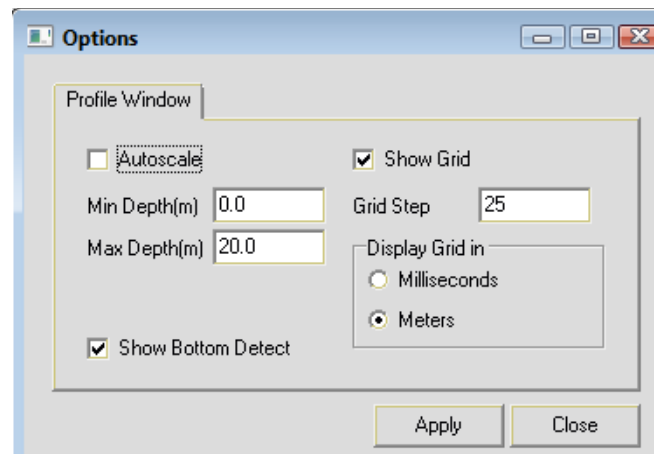 Options
Profile Window
Autoscale
Show Grid
Min Depth(m) 0.0
Grid Step 25
Max Depth(m) 20.0
Display Grid in
Milliseconds
Meters
Show Bottom Detect
Apply
Close